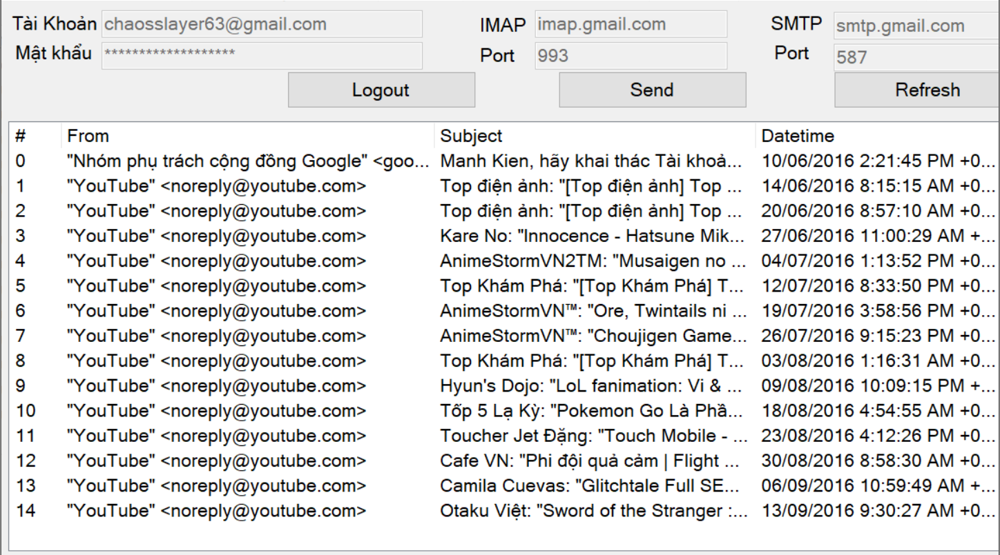 Tài Khoản chaosslayer63@gmail.com IMAP imap.gmail.com SMTP smtp.gmail.com
Mật khẩu ******************* Port 993 Port 587
Logout Send Refresh
# From Subject Datetime
0 "Nhóm phụ trách cộng đồng Google" <goo... Manh Kien, hãy khai thác Tài khoả... 10/06/2016 2:21:45 PM +0...
1 "YouTube" <noreply@youtube.com> Top điện ảnh: "[Top điện ảnh] Top ... 14/06/2016 8:15:15 AM +0...
2 "YouTube" <noreply@youtube.com> Top điện ảnh: "[Top điện ảnh] Top ... 20/06/2016 8:57:10 AM +0...
3 "YouTube" <noreply@youtube.com> Kare No: "Innocence - Hatsune Mik... 27/06/2016 11:00:29 AM +...
4 "YouTube" <noreply@youtube.com> AnimeStormVN2TM: "Musaigen no ... 04/07/2016 1:13:52 PM +0...
5 "YouTube" <noreply@youtube.com> Top Khám Phá: "[Top Khám Phá] T... 12/07/2016 8:33:50 PM +0...
6 "YouTube" <noreply@youtube.com> AnimeStormVN™: "Ore, Twintails ni ... 19/07/2016 3:58:56 PM +0...
7 "YouTube" <noreply@youtube.com> AnimeStormVN™: "Choujigen Game... 26/07/2016 9:15:23 PM +0...
8 "YouTube" <noreply@youtube.com> Top Khám Phá: "[Top Khám Phá] T... 03/08/2016 1:16:31 AM +0...
9 "YouTube" <noreply@youtube.com> Hyun's Dojo: "LoL fanimation: Vi & ... 09/08/2016 10:09:15 PM +...
10 "YouTube" <noreply@youtube.com> Tốp 5 Lạ Kỳ: "Pokemon Go Là Phầ... 18/08/2016 4:54:55 AM +0...
11 "YouTube" <noreply@youtube.com> Toucher Jet Đặng: "Touch Mobile - ... 23/08/2016 4:12:26 PM +0...
12 "YouTube" <noreply@youtube.com> Cafe VN: "Phi đội quả cảm | Flight ... 30/08/2016 8:58:30 AM +0...
13 "YouTube" <noreply@youtube.com> Camila Cuevas: "Glitchtale Full SE... 06/09/2016 10:59:49 AM +...
14 "YouTube" <noreply@youtube.com> Otaku Việt: "Sword of the Stranger :... 13/09/2016 9:30:27 AM +0...